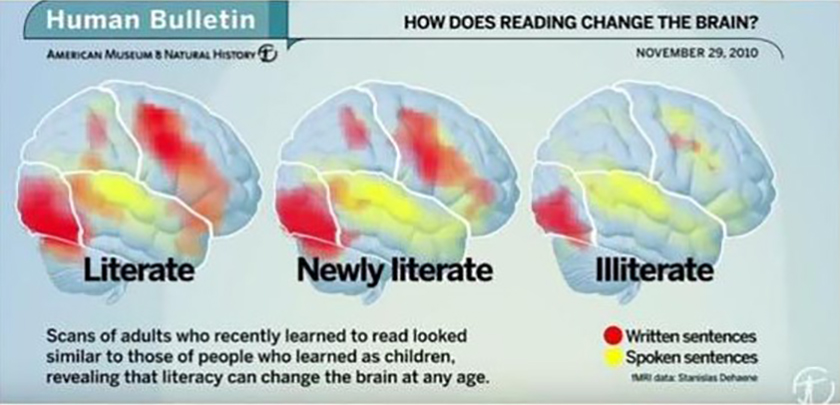 Human Bulletin
HOW DOES READING CHANGE THE BRAIN?
AMERICAN MUSEUM & NATURAL HISTORY
NOVEMBER 29, 2010
Literate
Newly literate
Illiterate
Scans of adults who recently learned to read looked
similar to those of people who learned as children,
revealing that literacy can change the brain at any age.
Written sentences
Spoken sentences
fMRI data: Stanislas Dehaene